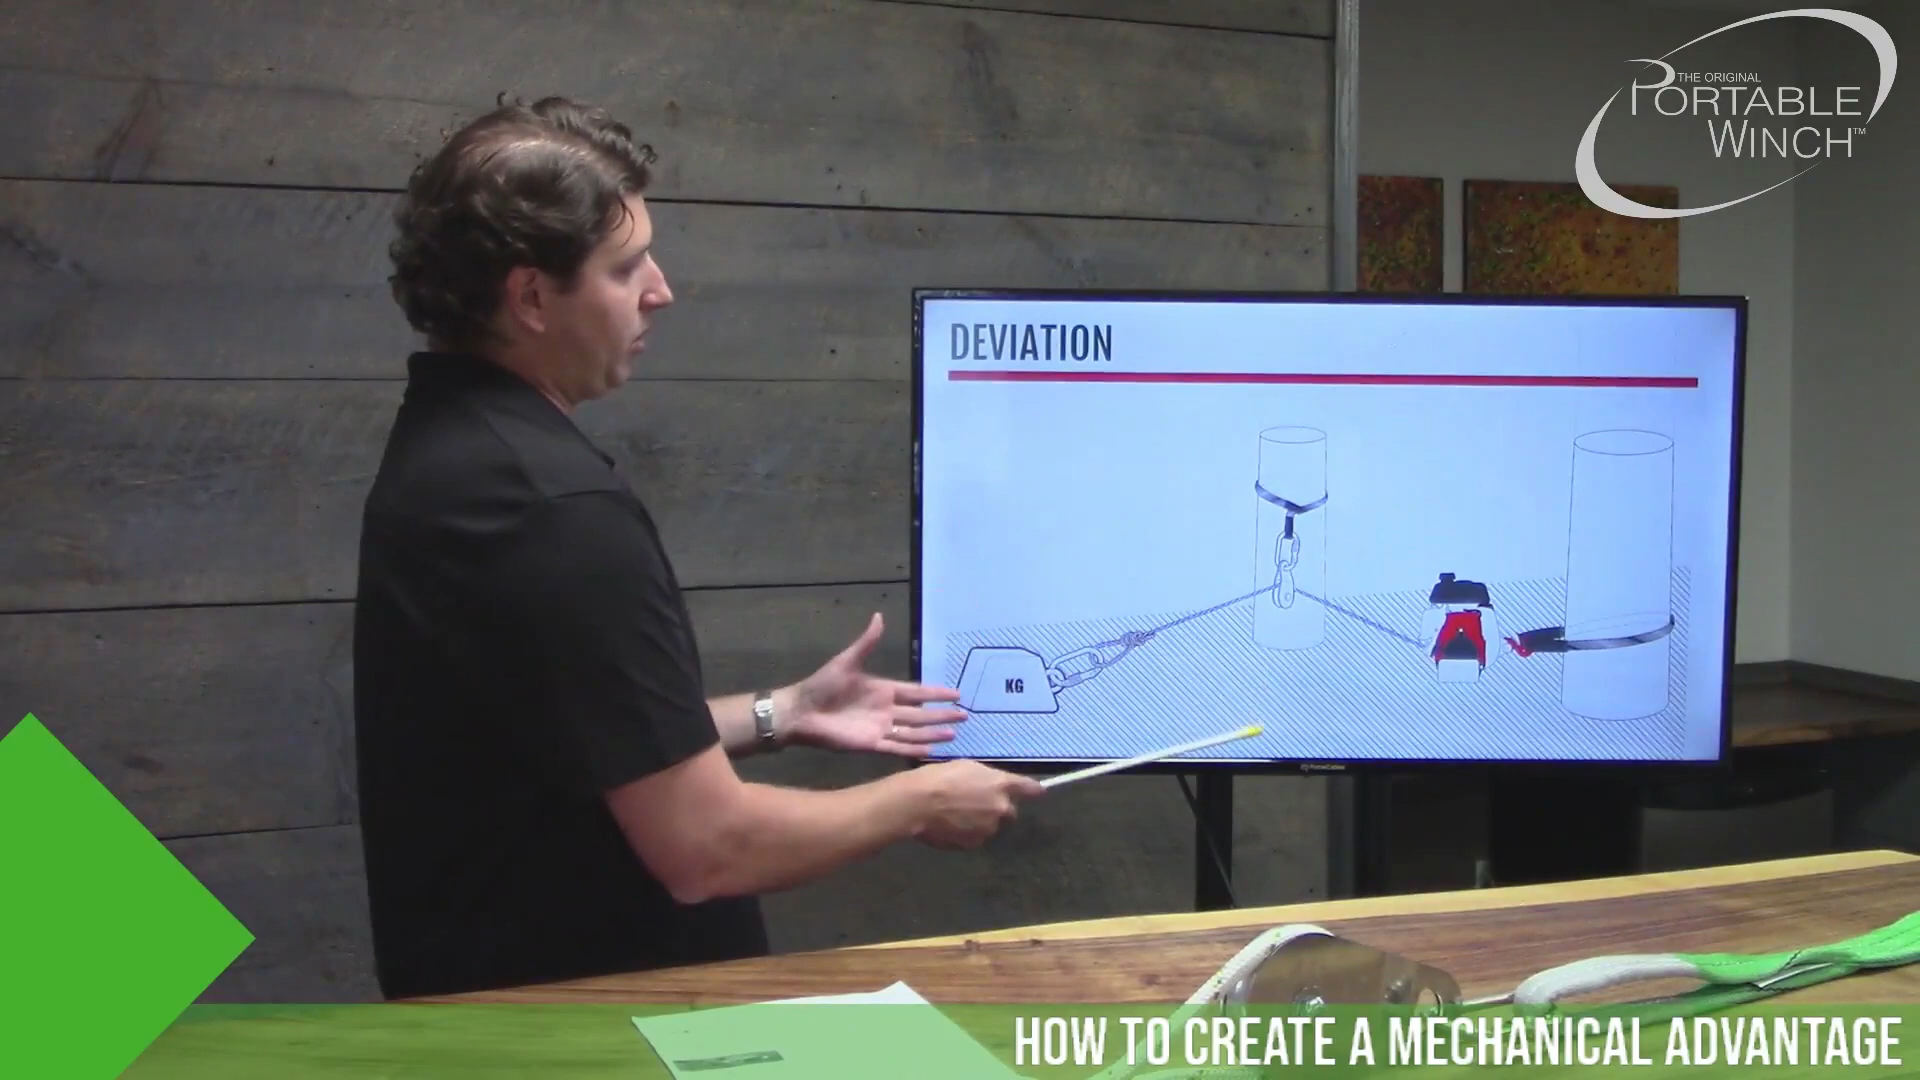 THE ORIGINAL
PORTABLE
WINCH™
DEVIATION
KG
HOW TO CREATE A MECHANICAL ADVANTAGE